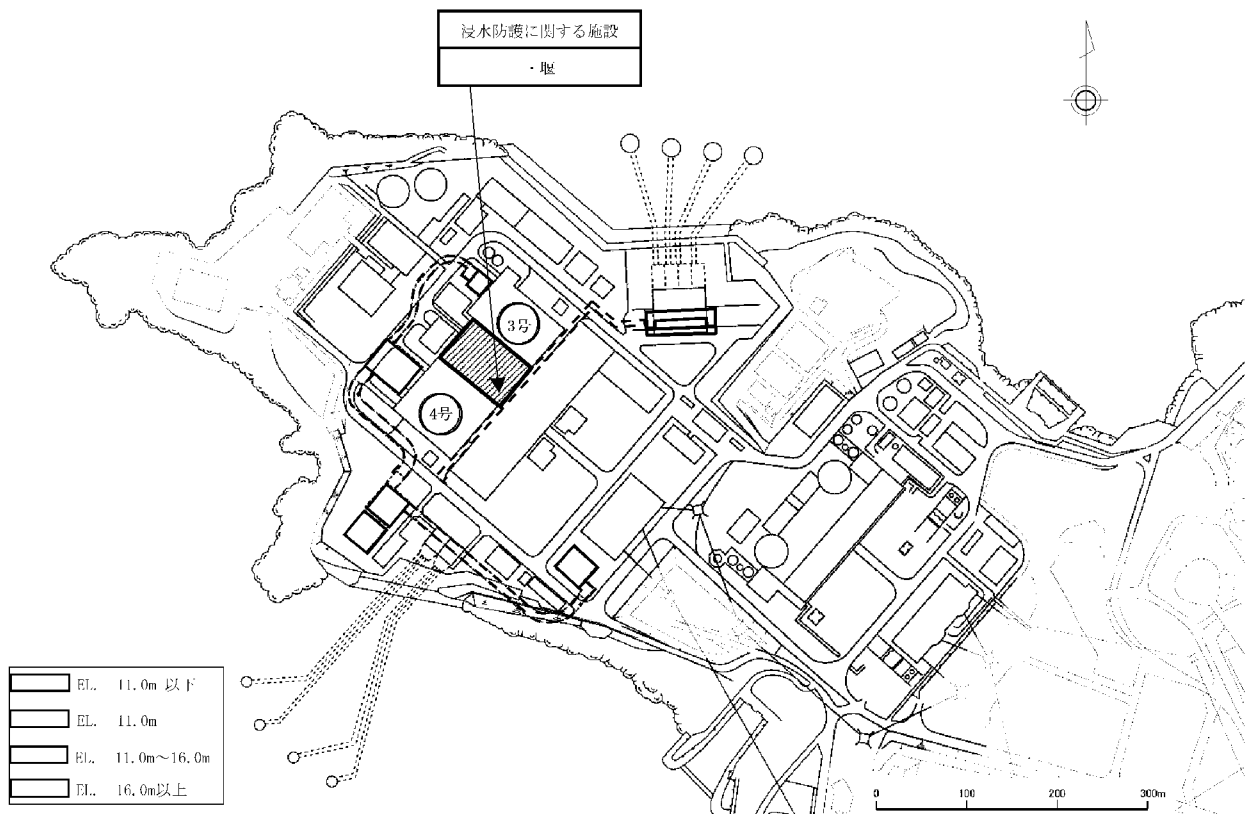 浸水防護に関する施設
・堰
3号
4号
EL. 11.0m 以下
EL. 11.0m
EL. 11.0m～16.0m
EL. 16.0m以上
0 100 200 300m